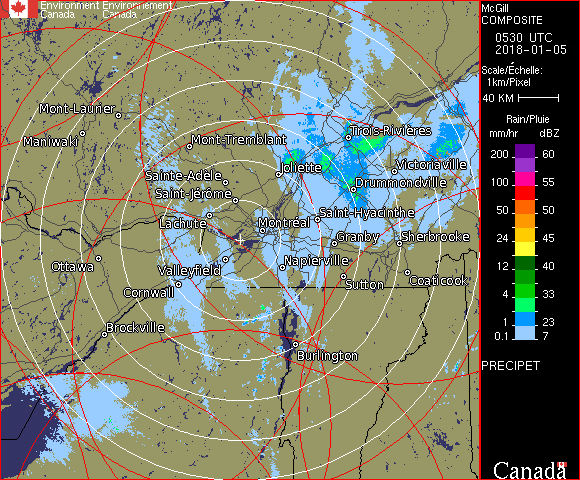 Environment Environnement
Canada Canada
McGill
COMPOSITE
0530 UTC
2018-01-05
Scale/Échelle:
1km/Pixel
40 KM
Rain/Pluie
mm/hr dBZ
200 60
100 55
50 50
24 45
12 40
4 33
1 23
0.1 7
PRECIPET
Canada
Mont-Laurier
Maniwaki
Mont-Tremblant
Trois-Rivières
Sainte-Adèle
Joliette
Victoriaville
Saint-Jérôme
Drummondville
Lachute
Montréal
Saint-Hyacinthe
Granby
Sherbrooke
Ottawa
Valleyfield
Napierville
Cornwall
Sutton
Coaticook
Brockville
Burlington